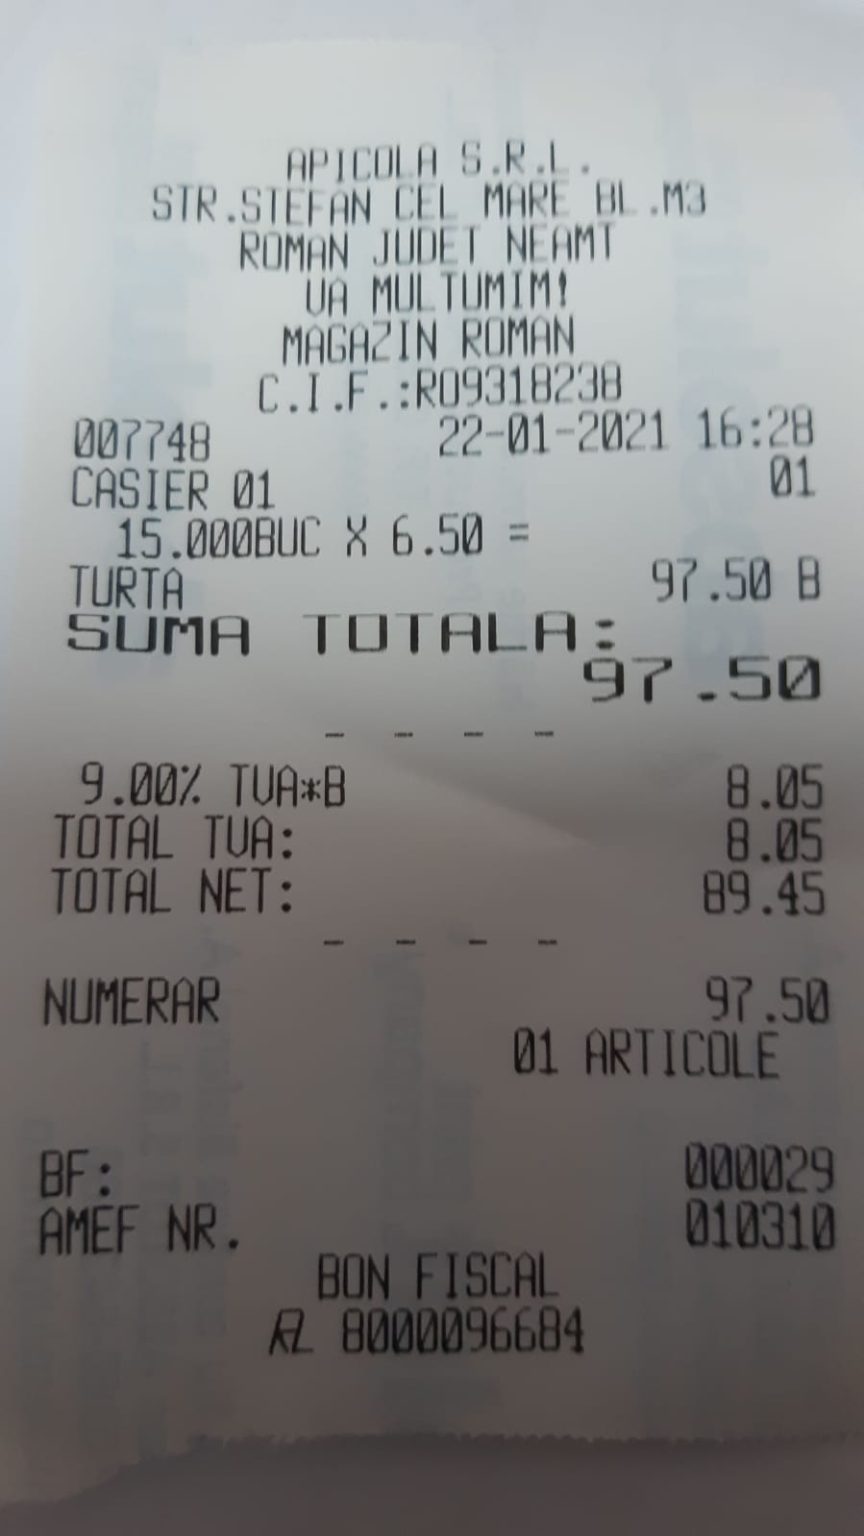 APICOLA S.R.L.
STR.STEFAN CEL MARE BL.M3
ROMAN JUDET NEAMT
VA MULTUMIM!
MAGAZIN ROMAN
C.I.F.:RO9318238
007748 22-01-2021 16:28
CASIER 01 01
15.000BUC X 6.50 =
TURTA 97.50 B
SUMA TOTALA:
97.50
- - - -
9.00% TVA*B 8.05
TOTAL TVA: 8.05
TOTAL NET: 89.45
- - - -
NUMERAR 97.50
01 ARTICOLE
BF: 000029
AMEF NR. 010310
BON FISCAL
8000096684